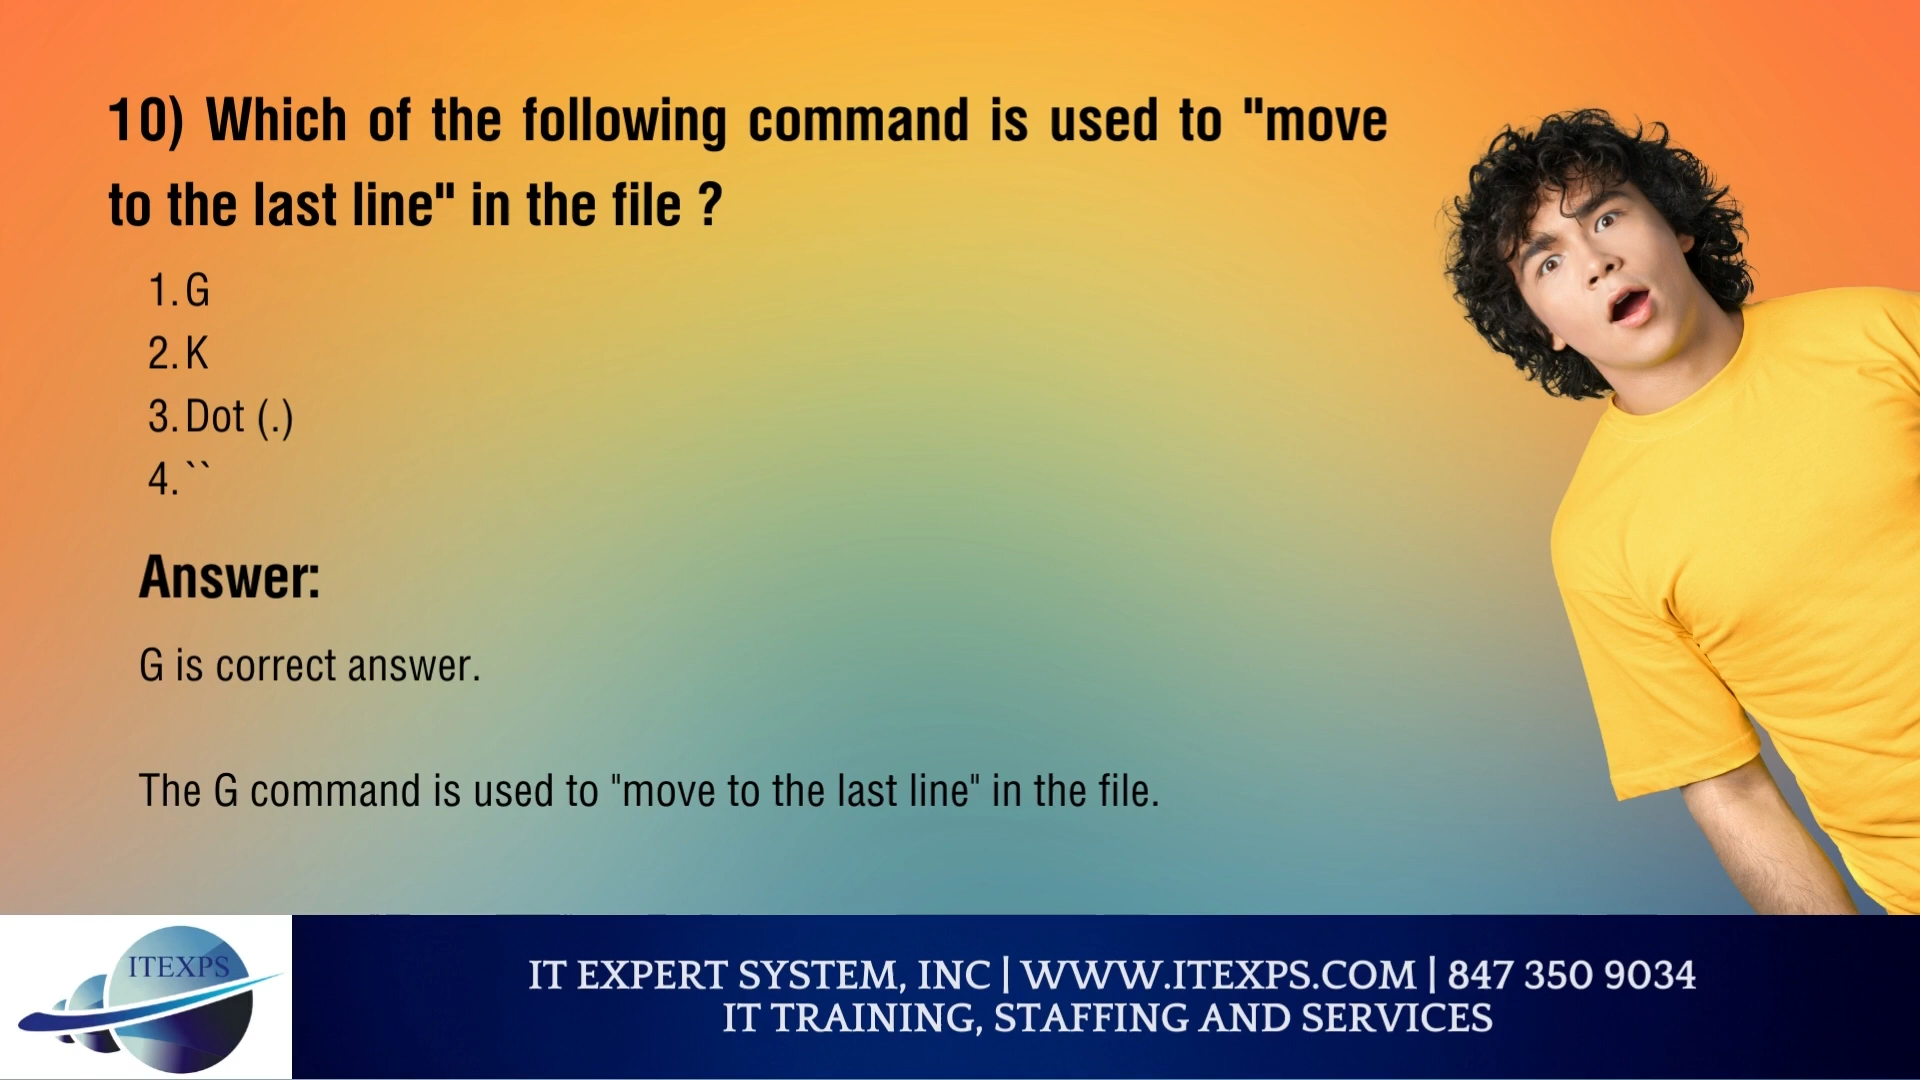 10) Which of the following command is used to "move
to the last line" in the file ?
1. G
2. K
3. Dot (.)
4. ``
Answer:
G is correct answer.
The G command is used to "move to the last line" in the file.
ITEXPS
IT EXPERT SYSTEM, INC | WWW.ITEXPS.COM | 847 350 9034
IT TRAINING, STAFFING AND SERVICES